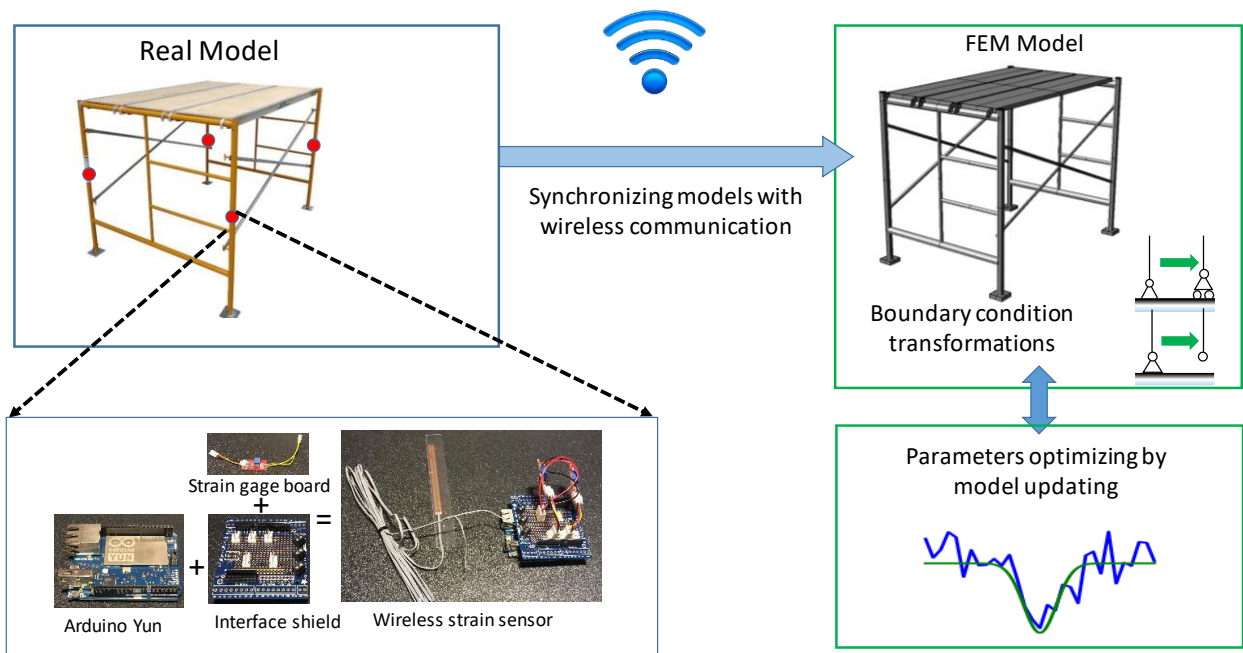 Real Model
FEM Model
Synchronizing models with
wireless communication
Boundary condition
transformations
Strain gage board
+
=
+
YUN
Arduino Yun
Interface shield
Wireless strain sensor
Parameters optimizing by
model updating